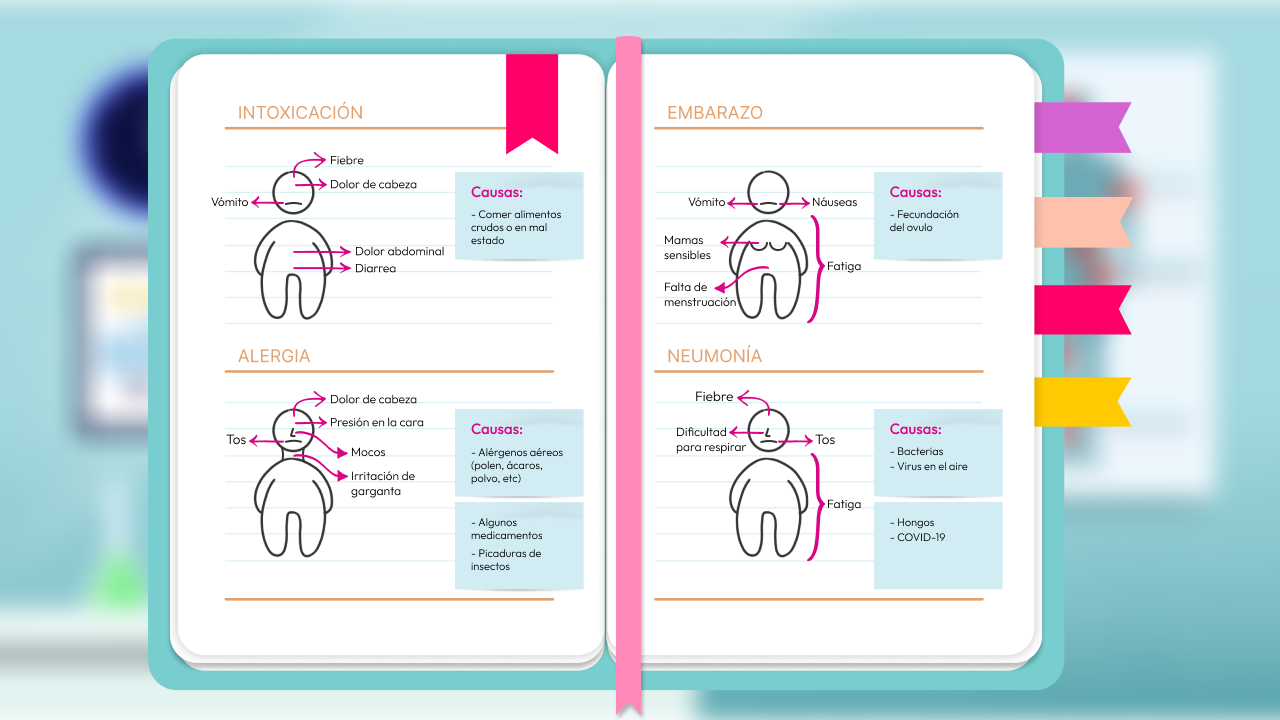 INTOXICACIÓN
Fiebre
Dolor de cabeza
Vómito
Dolor abdominal
Diarrea
Causas:
- Comer alimentos
crudos o en mal
estado
ALERGIA
Dolor de cabeza
Presión en la cara
Tos
Mocos
Irritación de
garganta
Causas:
- Alérgenos aéreos
(polen, ácaros,
polvo, etc)
- Algunos
medicamentos
- Picaduras de
insectos
EMBARAZO
Vómito
Náuseas
Mamas
sensibles
Fatiga
Falta de
menstruación
Causas:
- Fecundación
del ovulo
NEUMONÍA
Fiebre
Dificultad
para respirar
Tos
Fatiga
Causas:
- Bacterias
- Virus en el aire
- Hongos
- COVID-19